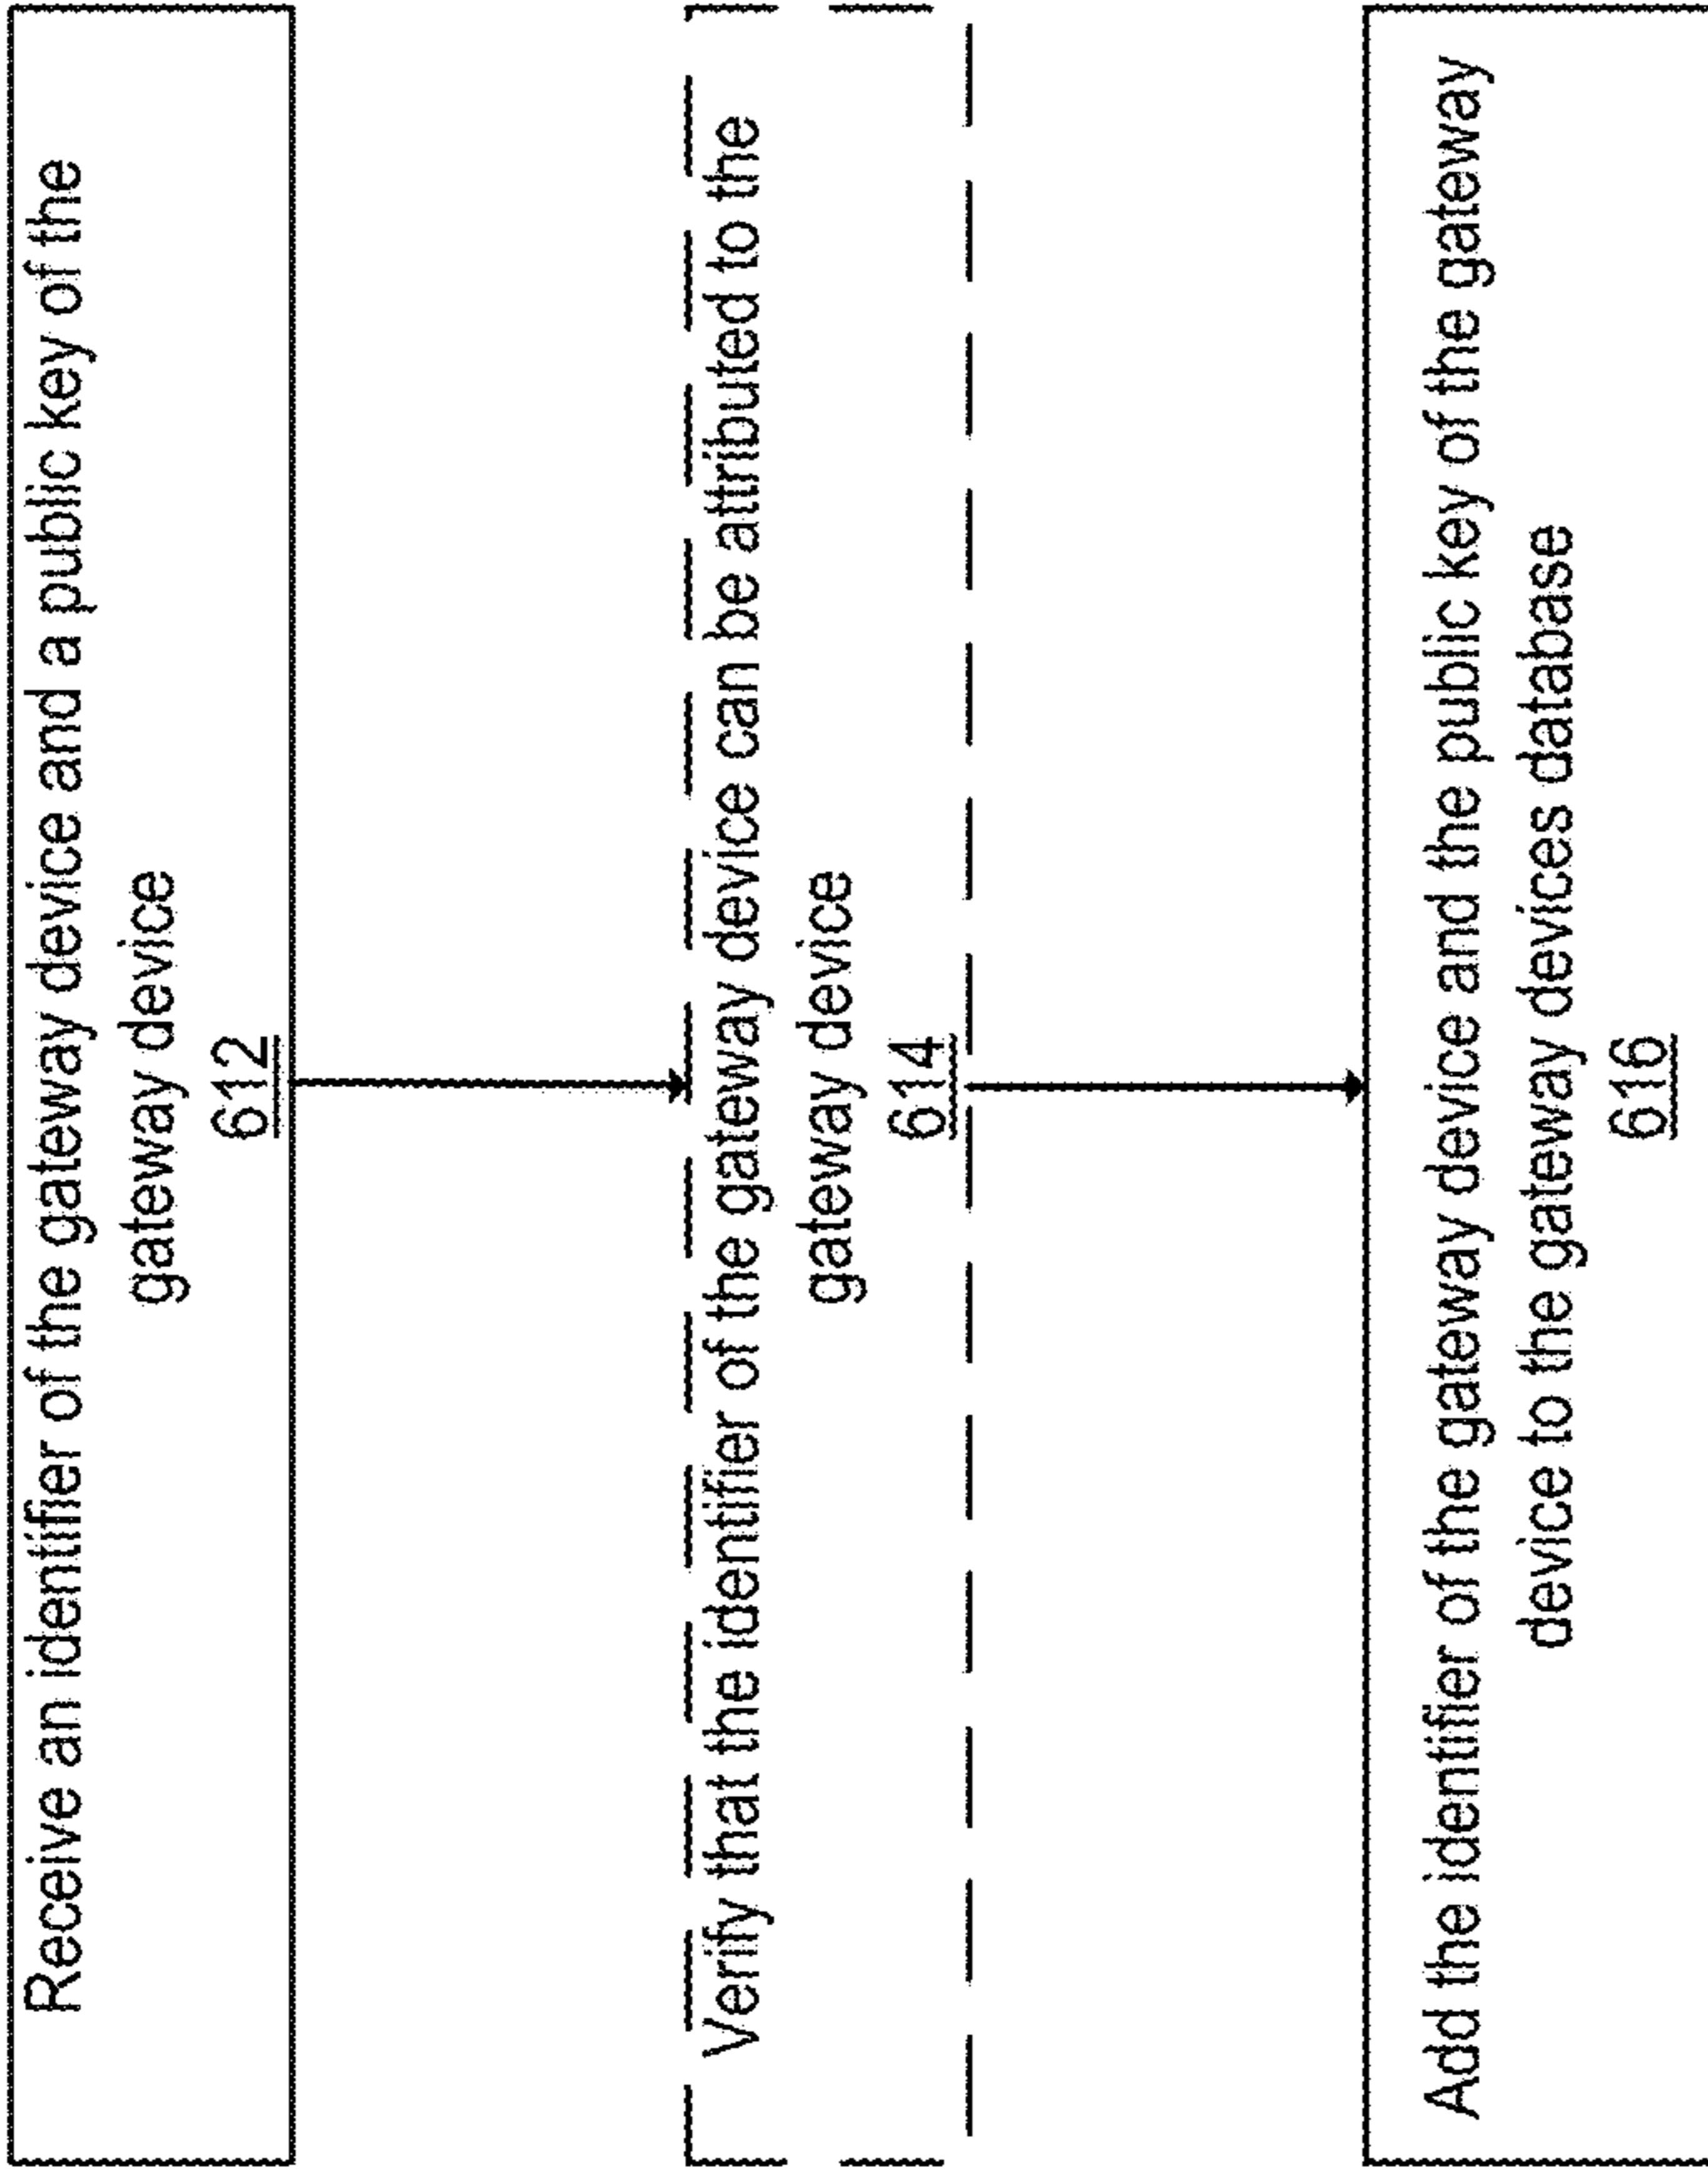 Receive an identifier of the gateway device and a public key of the
gateway device
612
Verify that the identifier of the gateway device can be attributed to the
gateway device
614
Add the identifier of the gateway device and the public key of the gateway
device to the gateway devices database
616